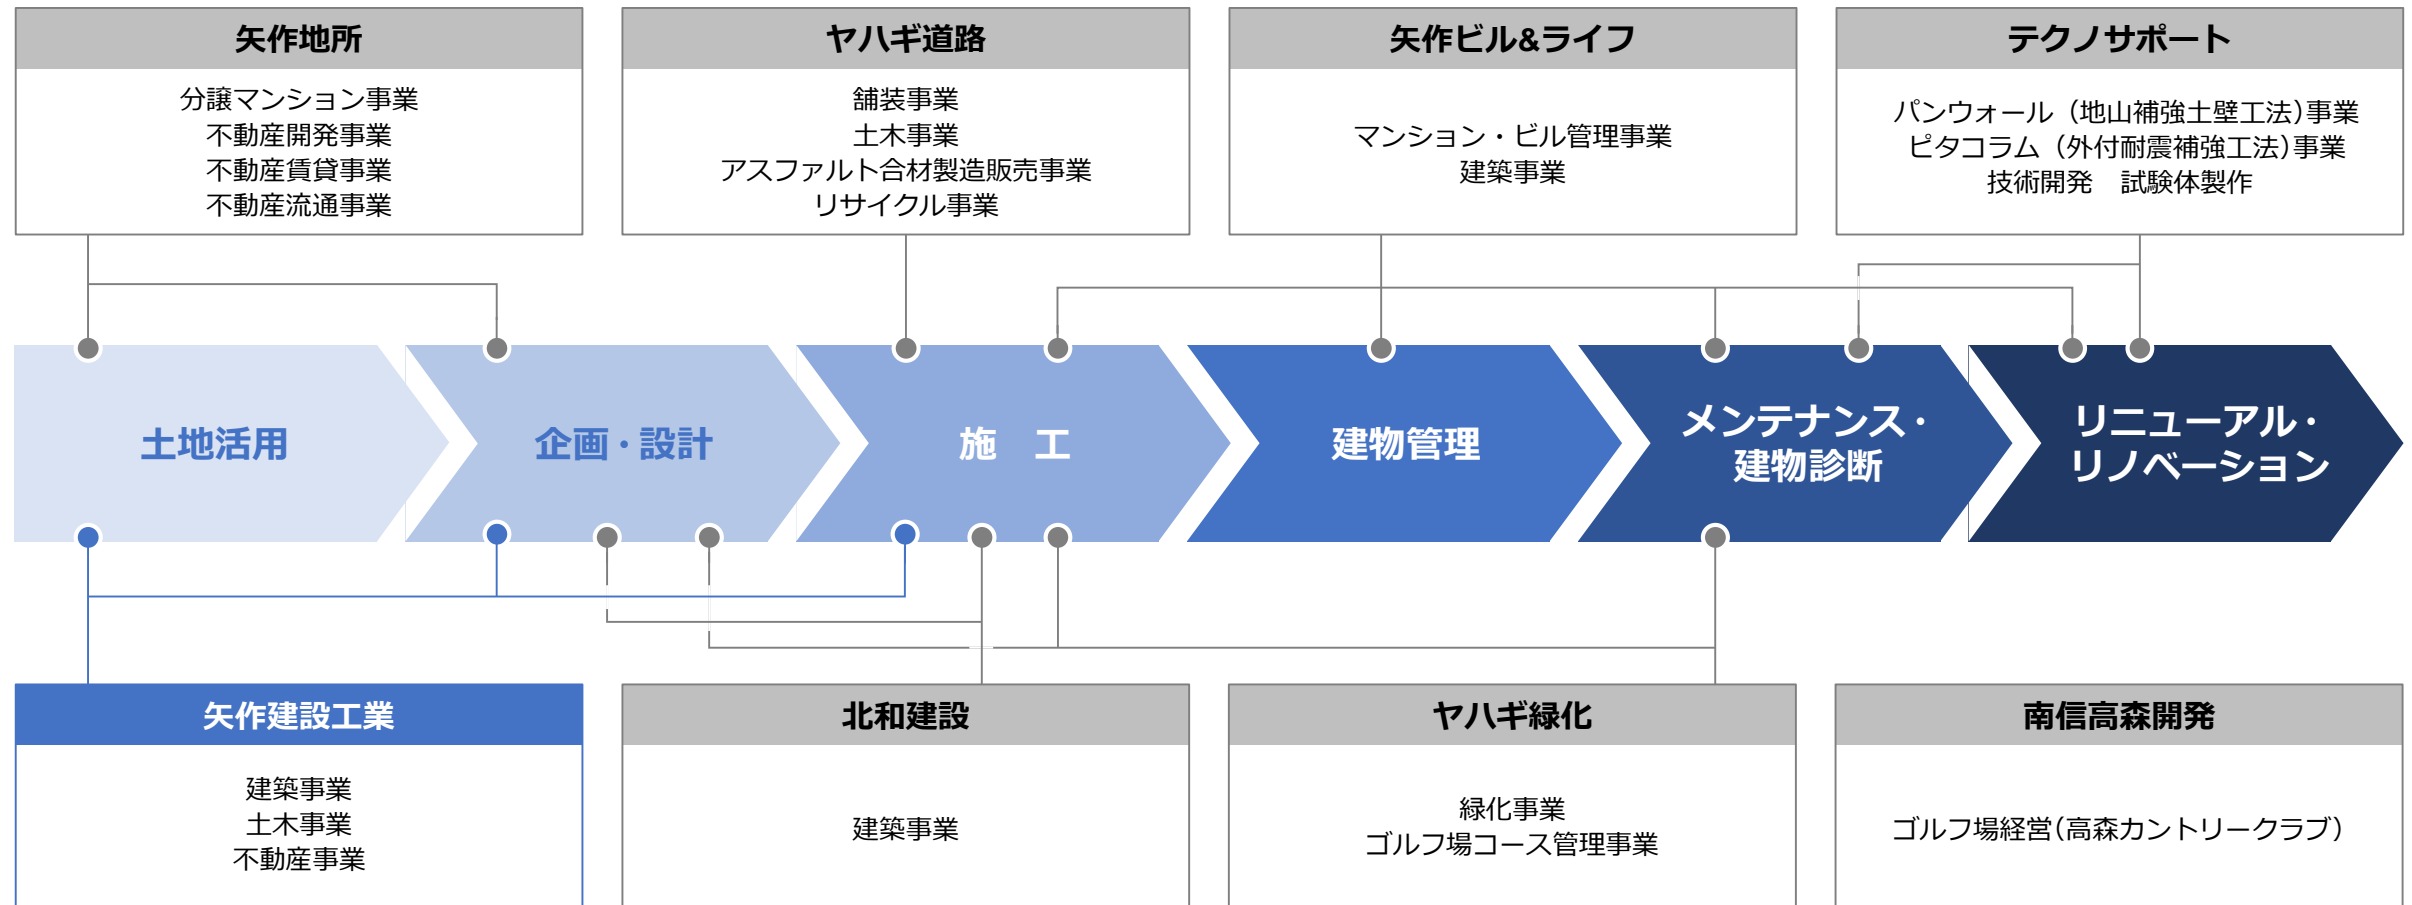 矢作地所
分譲マンション事業
不動産開発事業
不動産賃貸事業
不動産流通事業
ヤハギ道路
舗装事業
土木事業
アスファルト合材製造販売事業
リサイクル事業
矢作ビル&ライフ
マンション・ビル管理事業
建築事業
テクノサポート
パンウォール（地山補強土壁工法)事業
ピタコラム（外付耐震補強工法)事業
技術開発　試験体製作
土地活用
企画・設計
施　工
建物管理
メンテナンス・
建物診断
リニューアル・
リノベーション
矢作建設工業
建築事業
土木事業
不動産事業
北和建設
建築事業
ヤハギ緑化
緑化事業
ゴルフ場コース管理事業
南信高森開発
ゴルフ場経営(高森カントリークラブ）